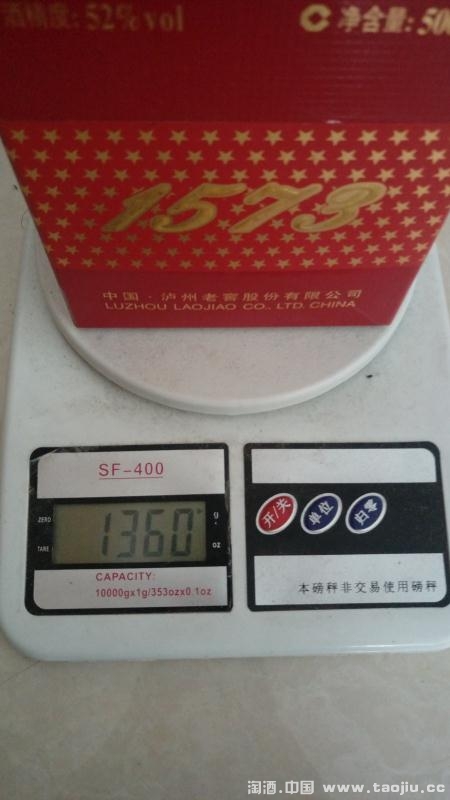 酒精度: 52% vol
净含量: 500
1573
中国·泸州老窖股份有限公司
LUZHOU LAOJIAO CO., LTD. CHINA
SF-400
ZERO
TARE
1360
g
oz
CAPACITY:
10000gx1g/353ozx0.1oz
开/关
单位
归零
本磅秤非交易使用磅秤
淘酒.中国 www.taojiu.cc